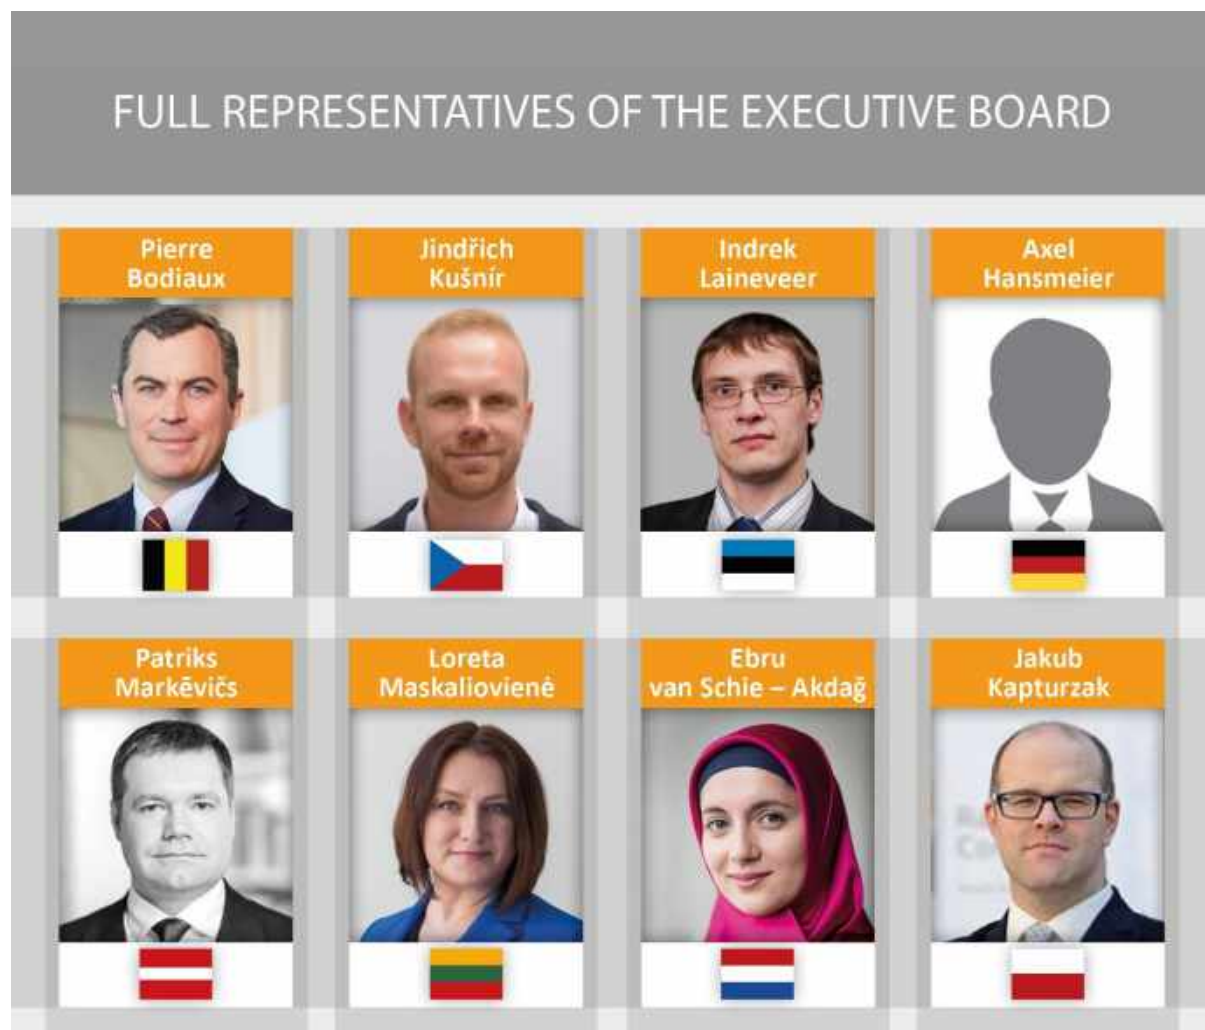 FULL REPRESENTATIVES OF THE EXECUTIVE BOARD
Pierre
Bodiaux
Jindřich
Kušnír
Indrek
Laineveer
Axel
Hansmeier
Patriks
Markēvičs
Loreta
Maskaliovienė
Ebru
van Schie – Akdağ
Jakub
Kapturzak